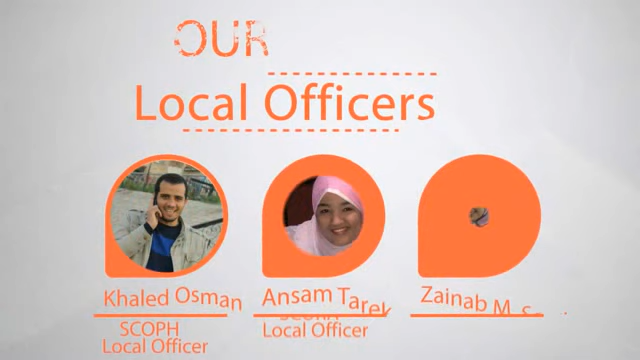 OUR
Local Officers
Khaled Osman
Ansam Tarek
Zainab M.
SCOPH
Local Officer
Local Officer